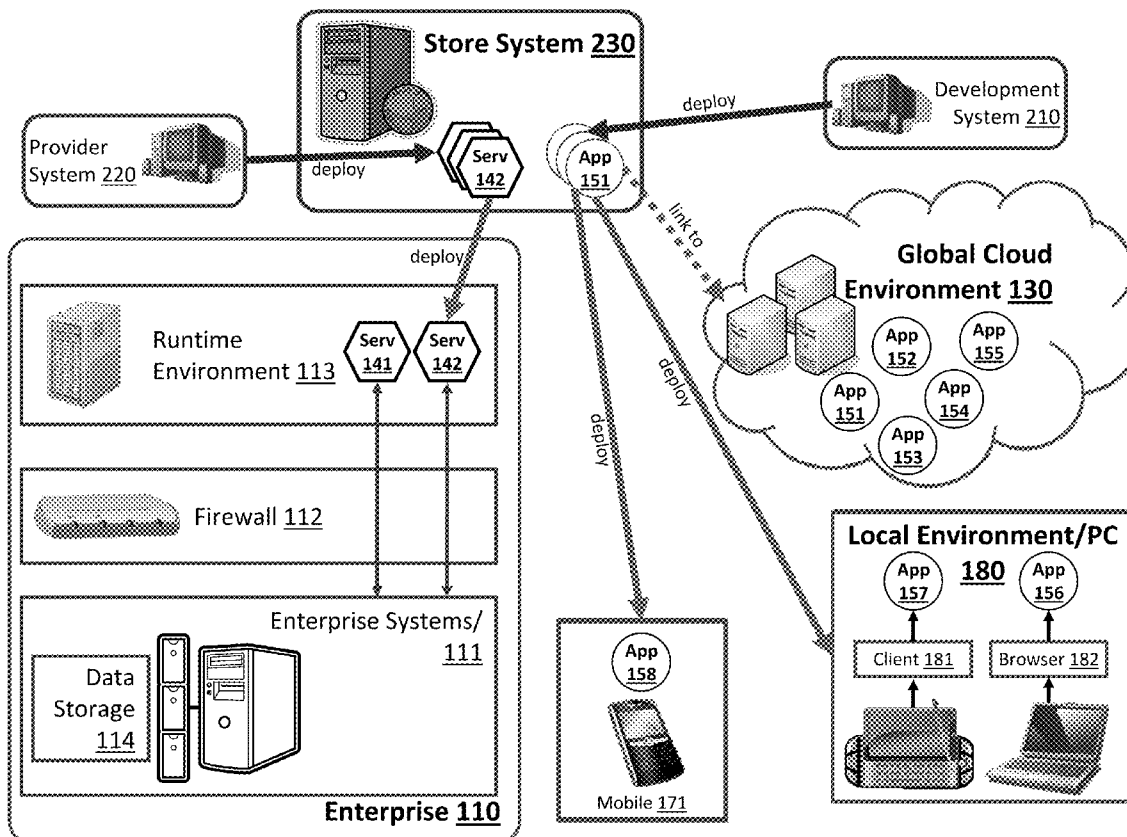 Store System 230
Serv
142
App
151
Provider
System 220
deploy
deploy
Development
System 210
deploy
link to
deploy
deploy
Runtime
Environment 113
Serv
141
Serv
142
Firewall 112
Enterprise Systems/
111
Data
Storage
114
Enterprise 110
Global Cloud
Environment 130
App
152
App
155
App
151
App
154
App
153
App
158
Mobile 171
Local Environment/PC
180
App
157
App
156
Client 181
Browser 182